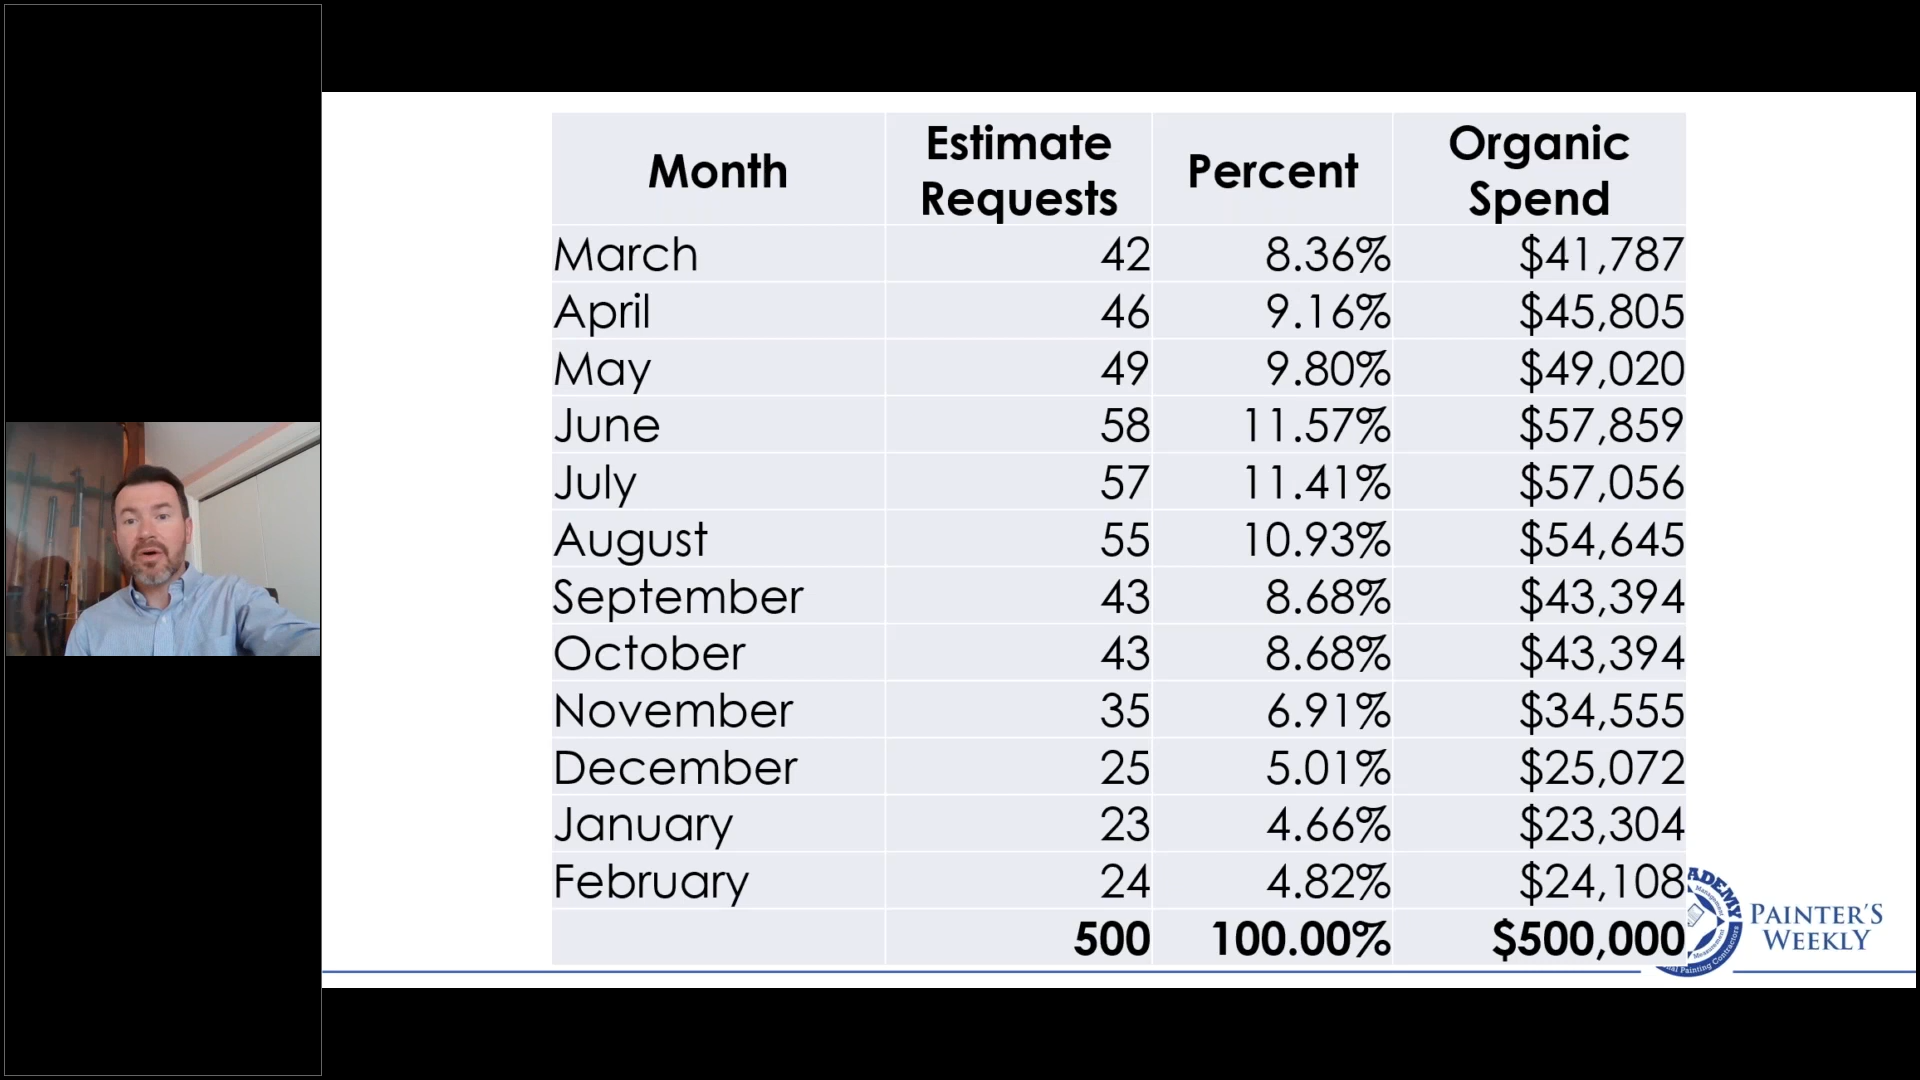 Month Estimate Requests Percent Organic Spend
March 42 8.36% $41,787
April 46 9.16% $45,805
May 49 9.80% $49,020
June 58 11.57% $57,859
July 57 11.41% $57,056
August 55 10.93% $54,645
September 43 8.68% $43,394
October 43 8.68% $43,394
November 35 6.91% $34,555
December 25 5.01% $25,072
January 23 4.66% $23,304
February 24 4.82% $24,108
500 100.00% $500,000
ADEMY
PAINTER'S
WEEKLY
Painting Contractors